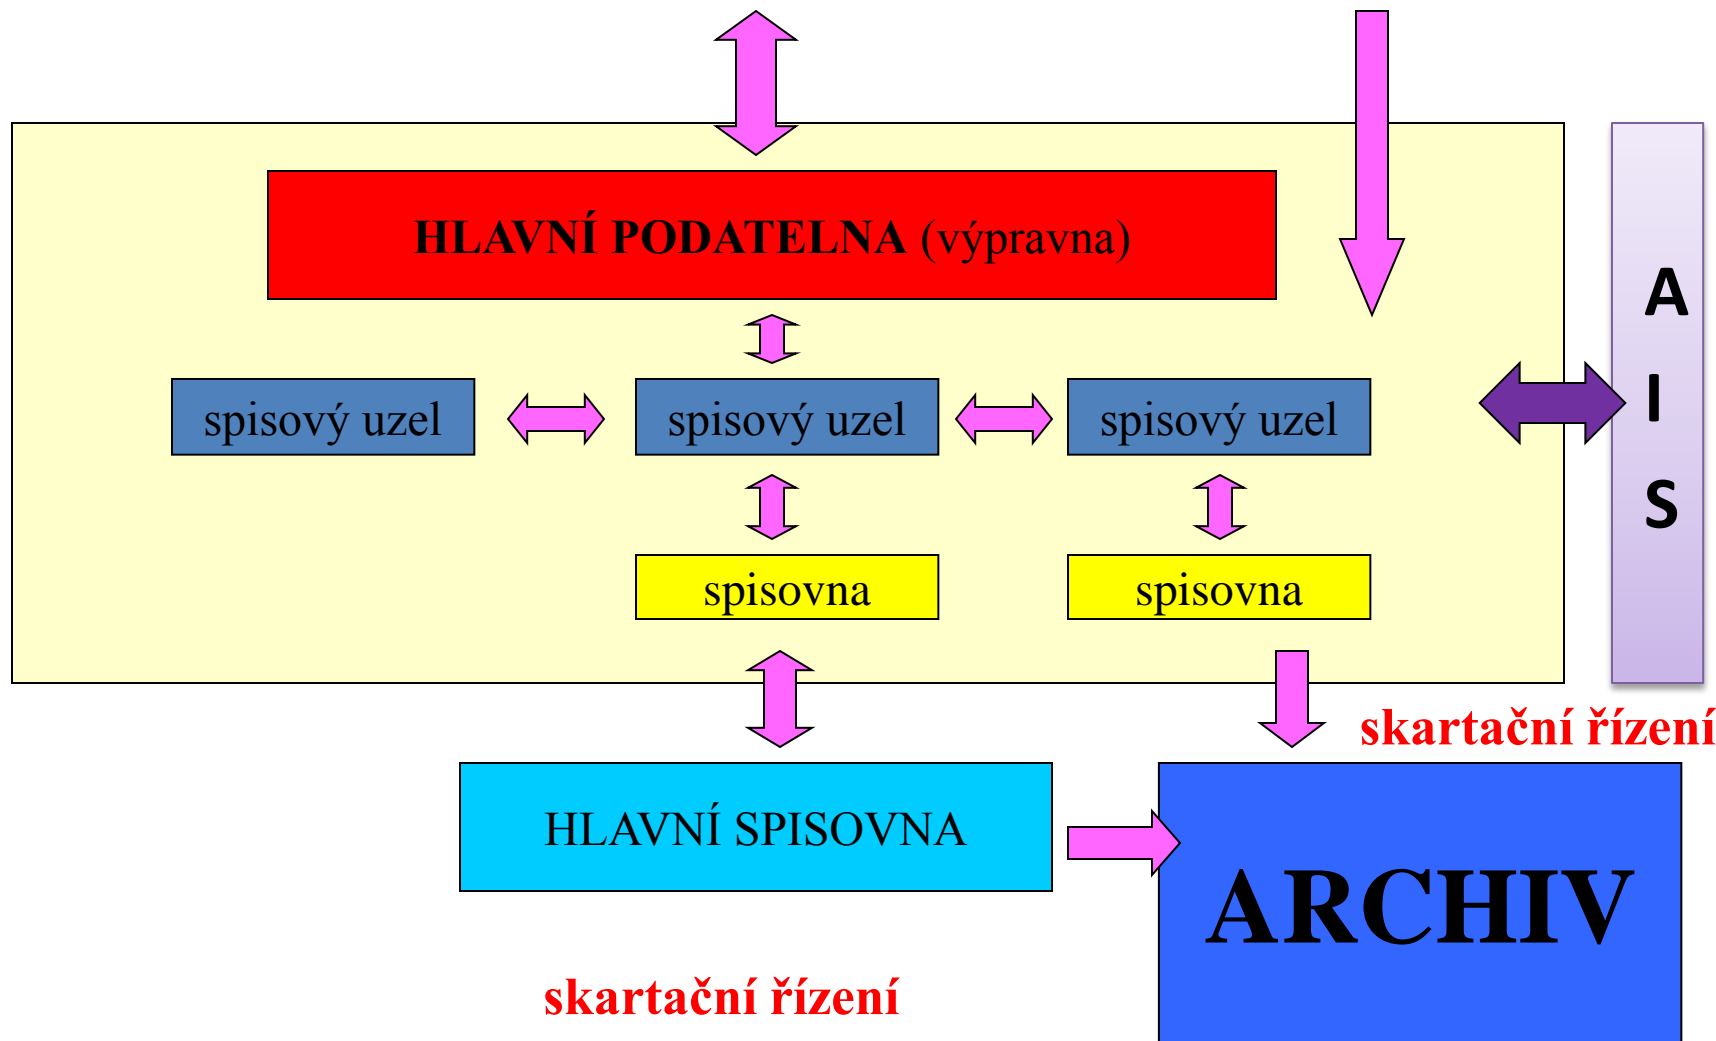 HLAVNÍ PODATELNA (výpravna)
A
I
S
spisový uzel
spisový uzel
spisový uzel
spisovna
spisovna
skartační řízení
HLAVNÍ SPISOVNA
ARCHIV
skartační řízení